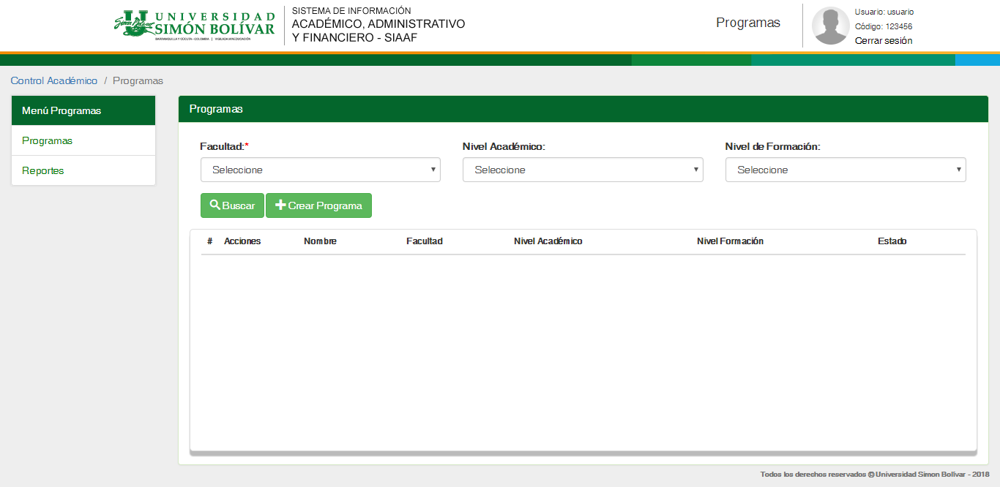 UNIVERSIDAD
SIMÓN BOLÍVAR
BARRANQUILLA Y CÚCUTA - COLOMBIA | VIGILADA MINEDUCACIÓN
SISTEMA DE INFORMACIÓN
ACADÉMICO, ADMINISTRATIVO
Y FINANCIERO - SIAAF
Programas
Usuario: usuario
Código: 123456
Cerrar sesión
Control Académico / Programas
Menú Programas
Programas
Reportes
Programas
Facultad:* Nivel Académico: Nivel de Formación:
Seleccione Seleccione Seleccione
Buscar Crear Programa
# Acciones Nombre Facultad Nivel Académico Nivel Formación Estado
Todos los derechos reservados @Universidad Simon Bolívar - 2018